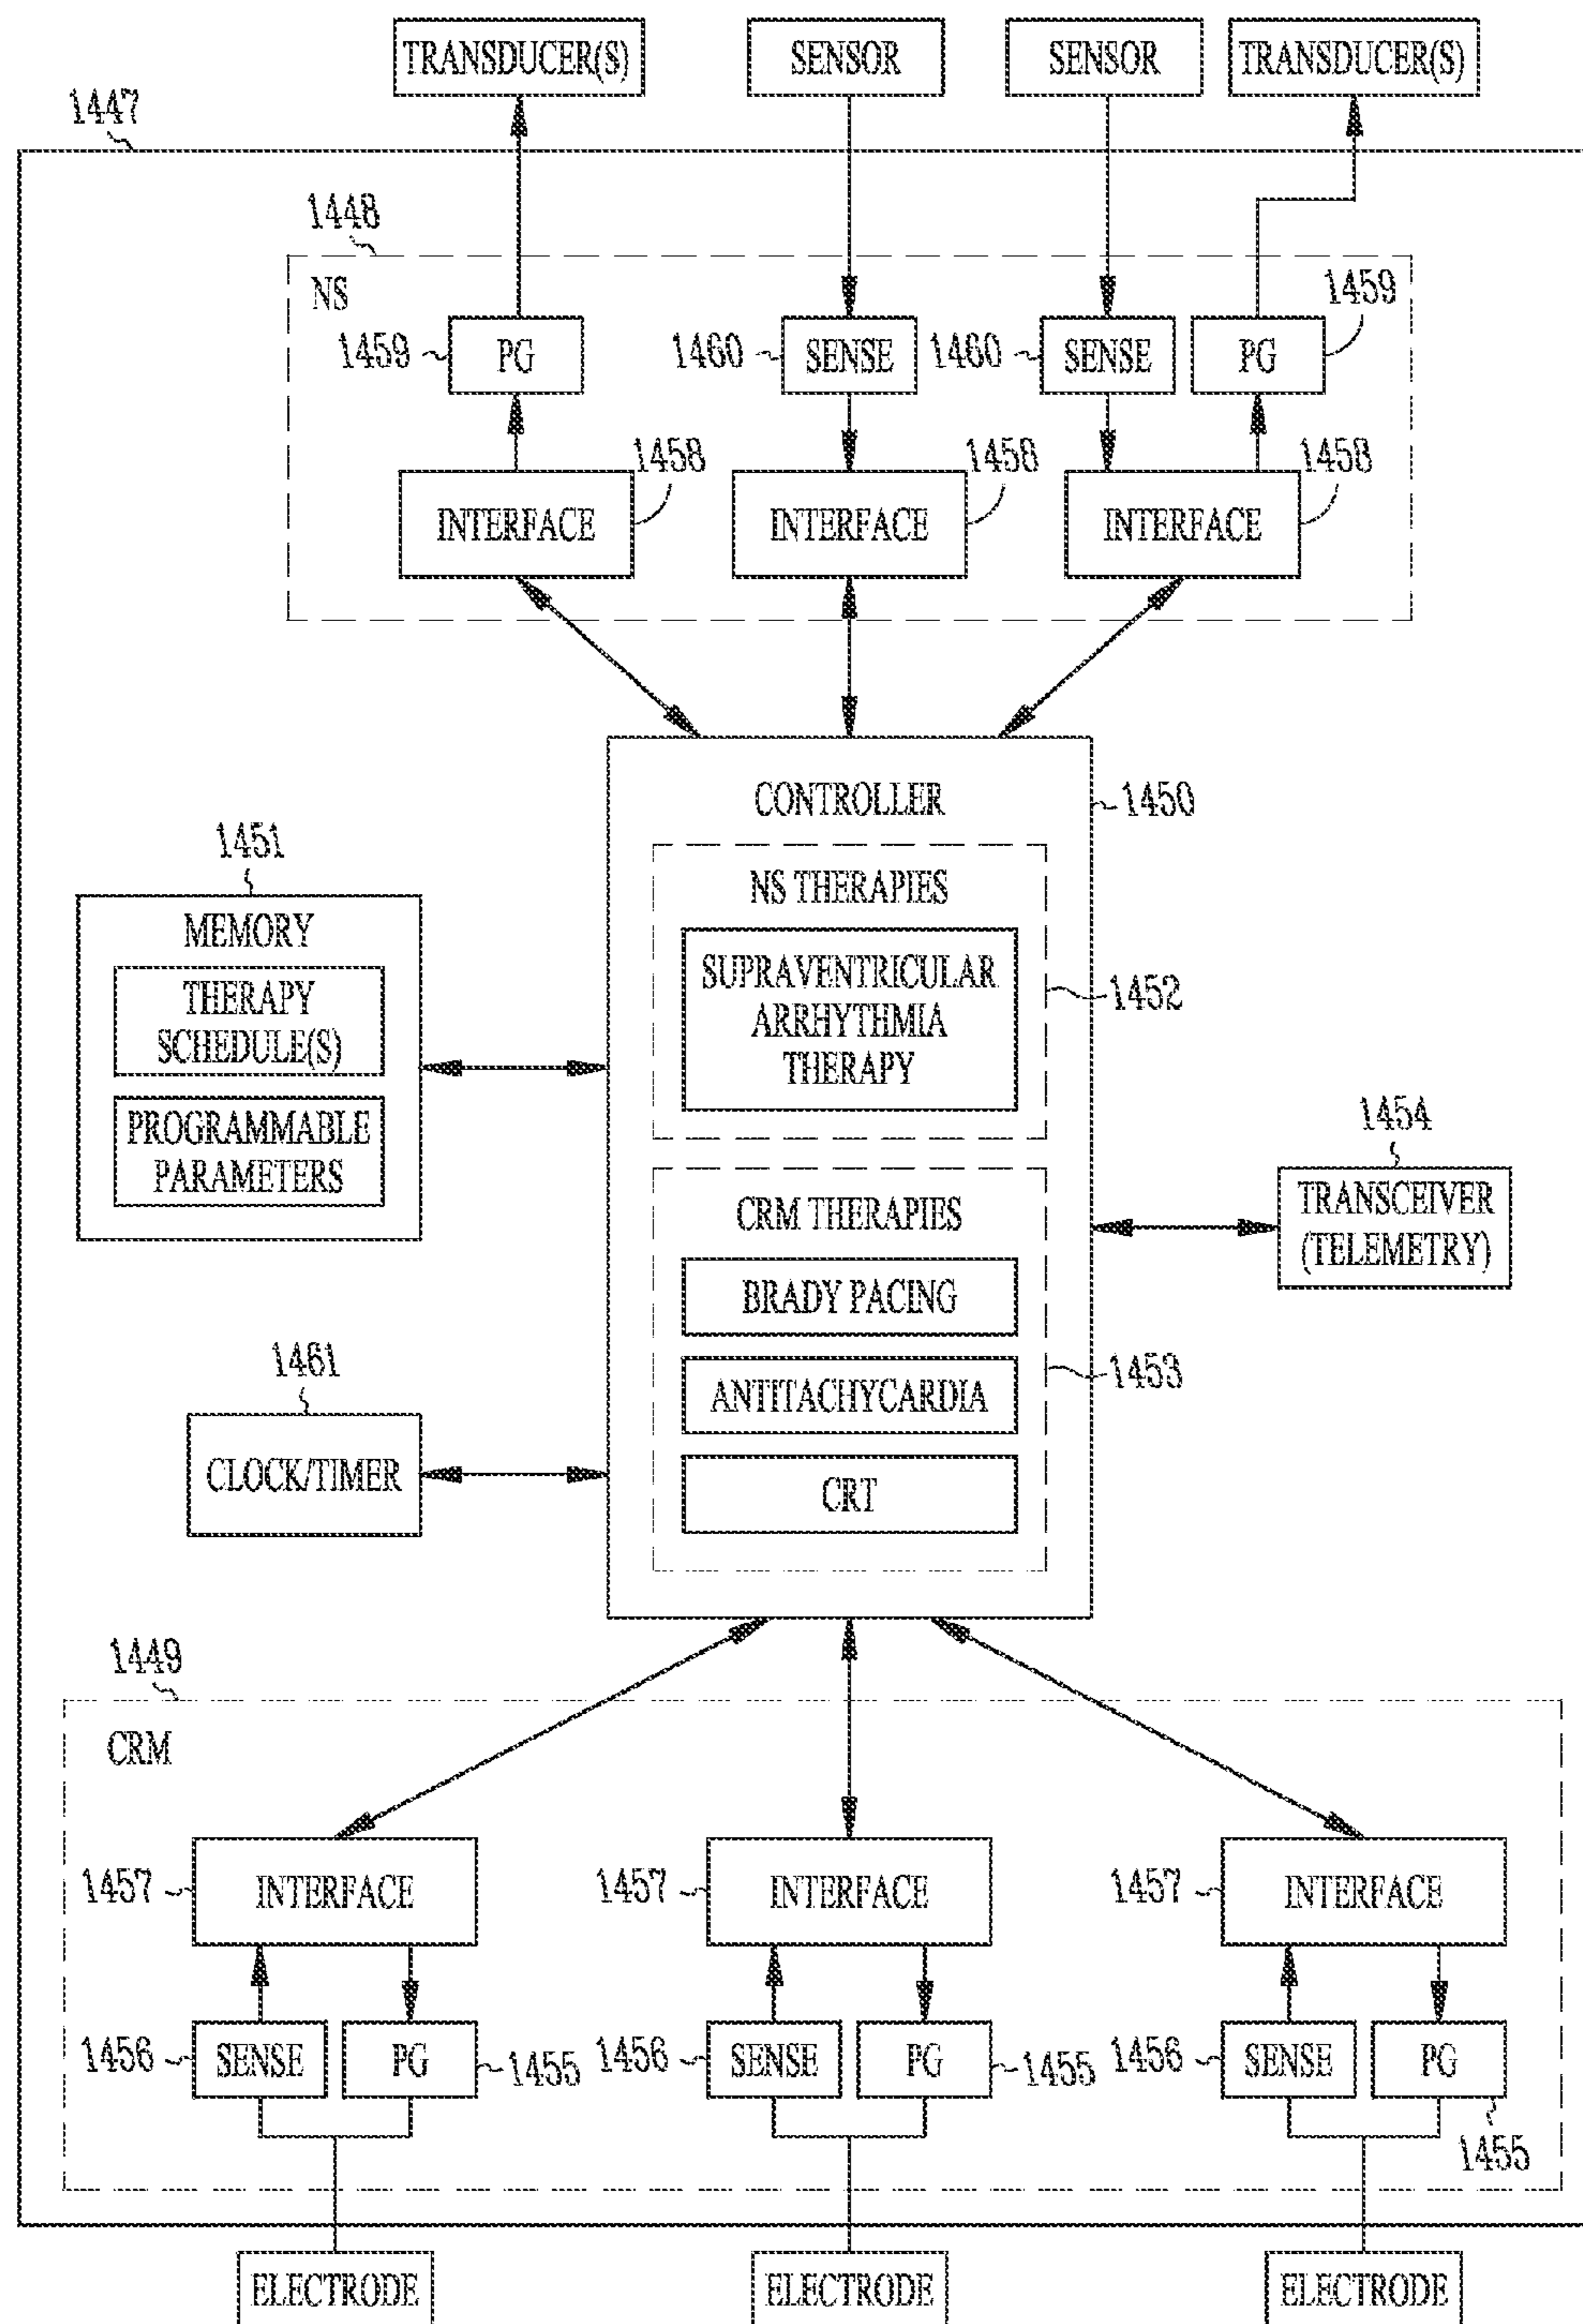 TRANSDUCER(S)
SENSOR
SENSOR
TRANSDUCER(S)
1447
1448
NS
1459
PG
1460
SENSE
1460
SENSE
PG
1459
INTERFACE
1458
INTERFACE
1458
INTERFACE
1458
CONTROLLER
1450
NS THERAPIES
SUPRAVENTRICULAR
ARRHYTHMIA
THERAPY
1452
1451
MEMORY
THERAPY
SCHEDULE(S)
PROGRAMMABLE
PARAMETERS
CRM THERAPIES
BRADY PACING
ANTITACHYCARDIA
CRT
1453
1454
TRANSCEIVER
(TELEMETRY)
1461
CLOCK/TIMER
1449
CRM
1457
INTERFACE
1457
INTERFACE
1457
INTERFACE
1456
SENSE
PG
1455
1456
SENSE
PG
1455
1456
SENSE
PG
1455
ELECTRODE
ELECTRODE
ELECTRODE